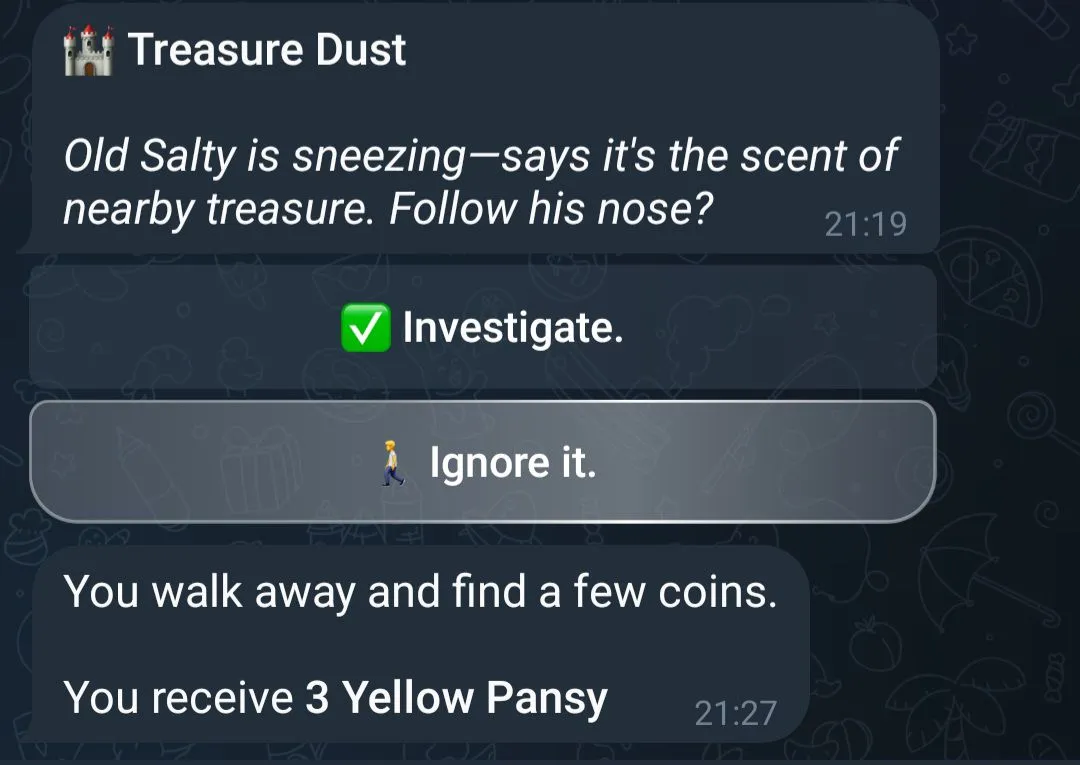 🏰 Treasure Dust
Old Salty is sneezing—says it's the scent of
nearby treasure. Follow his nose?
21:19
✅ Investigate.
🚶 Ignore it.
You walk away and find a few coins.
You receive 3 Yellow Pansy
21:27